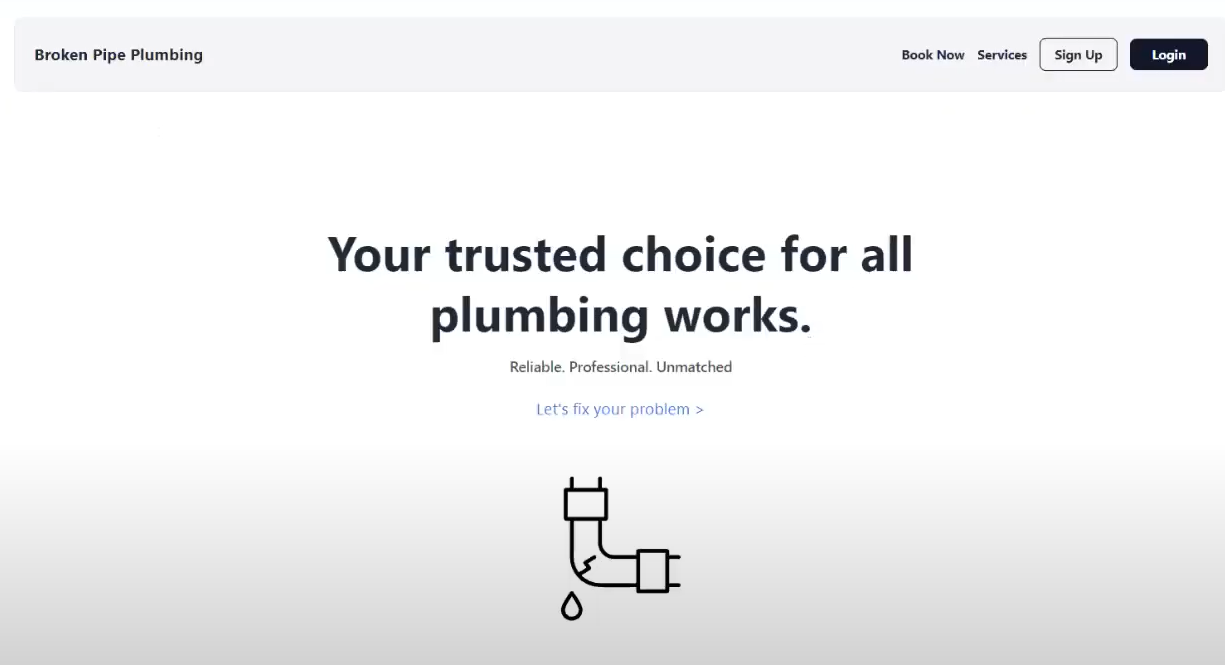 Broken Pipe Plumbing
Book Now
Services
Sign Up
Login
Your trusted choice for all
plumbing works.
Reliable. Professional. Unmatched
Let's fix your problem >